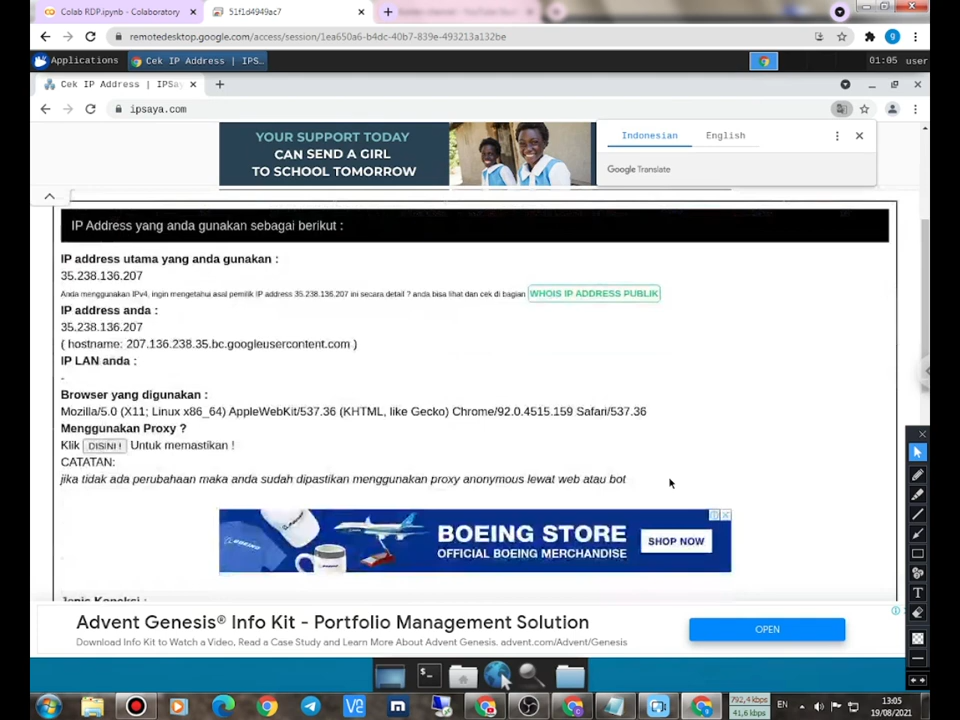 Colab RDP.ipynb - Colaboratory
51f1d4949ac7
remotedesktop.google.com/access/session/1ea650a6-b4dc-40b7-839e-493213a132be
Applications
Cek IP Address | IPS...
01:05 user
Cek IP Address | IPSay
ipsaya.com
YOUR SUPPORT TODAY
CAN SEND A GIRL
TO SCHOOL TOMORROW
Indonesian
English
Google Translate
IP Address yang anda gunakan sebagai berikut :
IP address utama yang anda gunakan :
35.238.136.207
Anda menggunakan IPv4, ingin mengetahui asal pemilik IP address 35.238.136.207 ini secara detail ? anda bisa lihat dan cek di bagian WHOIS IP ADDRESS PUBLIK
IP address anda :
35.238.136.207
( hostname: 207.136.238.35.bc.googleusercontent.com )
IP LAN anda :
-
Browser yang digunakan :
Mozilla/5.0 (X11; Linux x86_64) AppleWebKit/537.36 (KHTML, like Gecko) Chrome/92.0.4515.159 Safari/537.36
Menggunakan Proxy ?
Klik DISINI ! Untuk memastikan !
CATATAN:
jika tidak ada perubahaan maka anda sudah dipastikan menggunakan proxy anonymous lewat web atau bot
BOEING STORE
OFFICIAL BOEING MERCHANDISE
SHOP NOW
Jenis Koneksi :
Advent Genesis® Info Kit - Portfolio Management Solution
Download Info Kit to Watch a Video, Read a Case Study and Learn More About Advent Genesis. advent.com/Advent/Genesis
OPEN
792,4 kbps
41,6 kbps
EN
13:05
19/08/2021